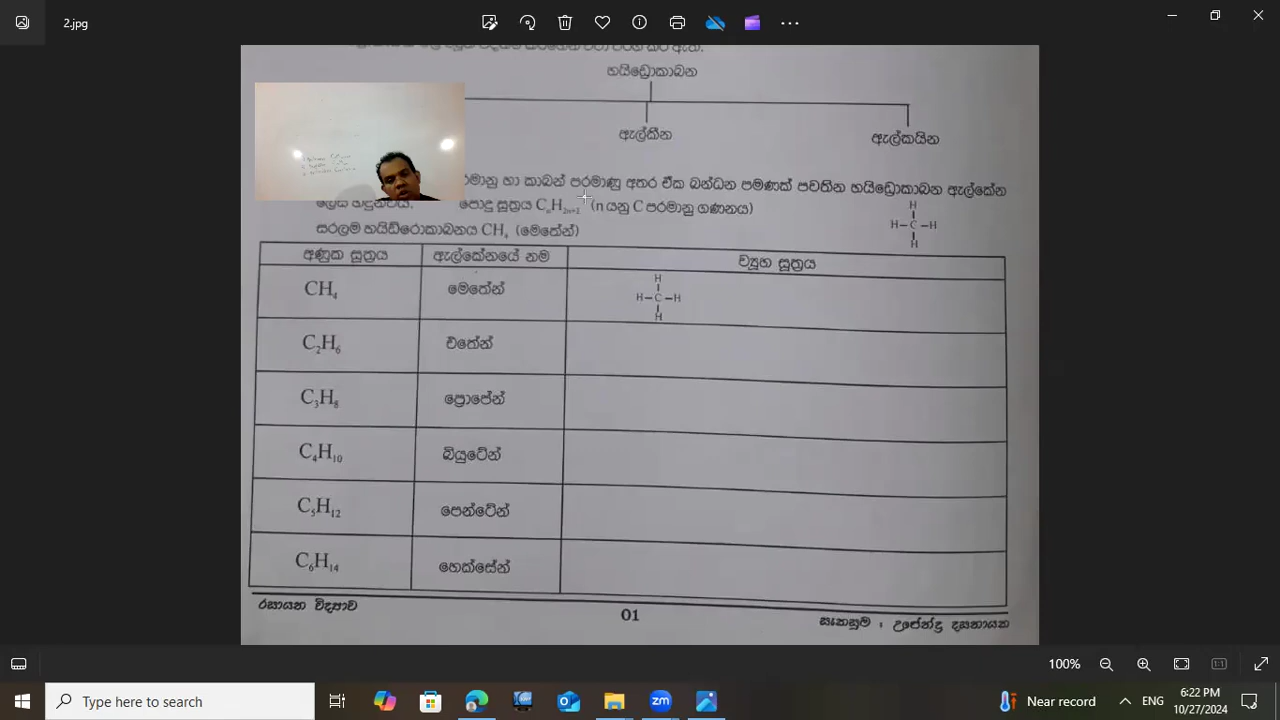 2.jpg
හයිඩ්‍රොකාබන
ඇල්කීන
ඇල්කයින
පරමාණු අතර ඒක බන්ධන පමණක් පවතින හයිඩ්‍රොකාබන ඇල්කේන
හා කාබන්
පොදු සූත්‍රය CₙH₂ₙ₊₂ (n යනු C පරමානු ගණනය)
සරලම හයිඩ්රොකාබනය CH₄ (මෙතේන්)
H
H–C–H
H
අණුක සූත්‍රය ඇල්කේනයේ නම ව්‍යුහ සූත්‍රය
CH₄ මෙතේන්
H
H–C–H
H
C₂H₆ එතේන්
C₃H₈ ප්‍රොපේන්
C₄H₁₀ බියුටේන්
C₅H₁₂ පෙන්ටේන්
C₆H₁₄ හෙක්සේන්
රසායන විද්‍යාව 01 සැකසුම : උපේන්ද්‍ර දසනායක
100%
Type here to search
Near record
ENG
6:22 PM
10/27/2024